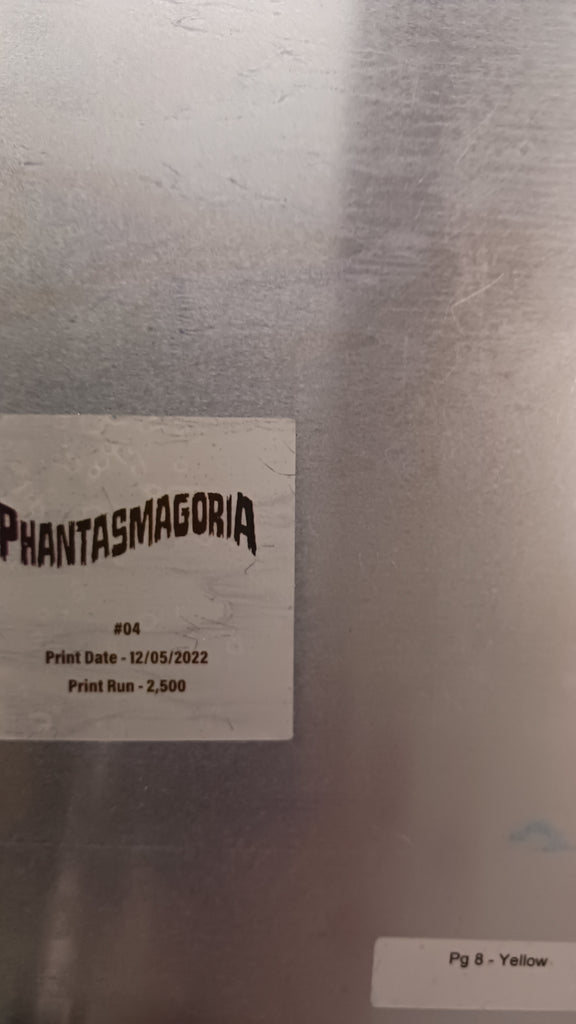 PHANTASMAGORIA
#04
Print Date - 12/05/2022
Print Run - 2,500
Pg 8 - Yellow